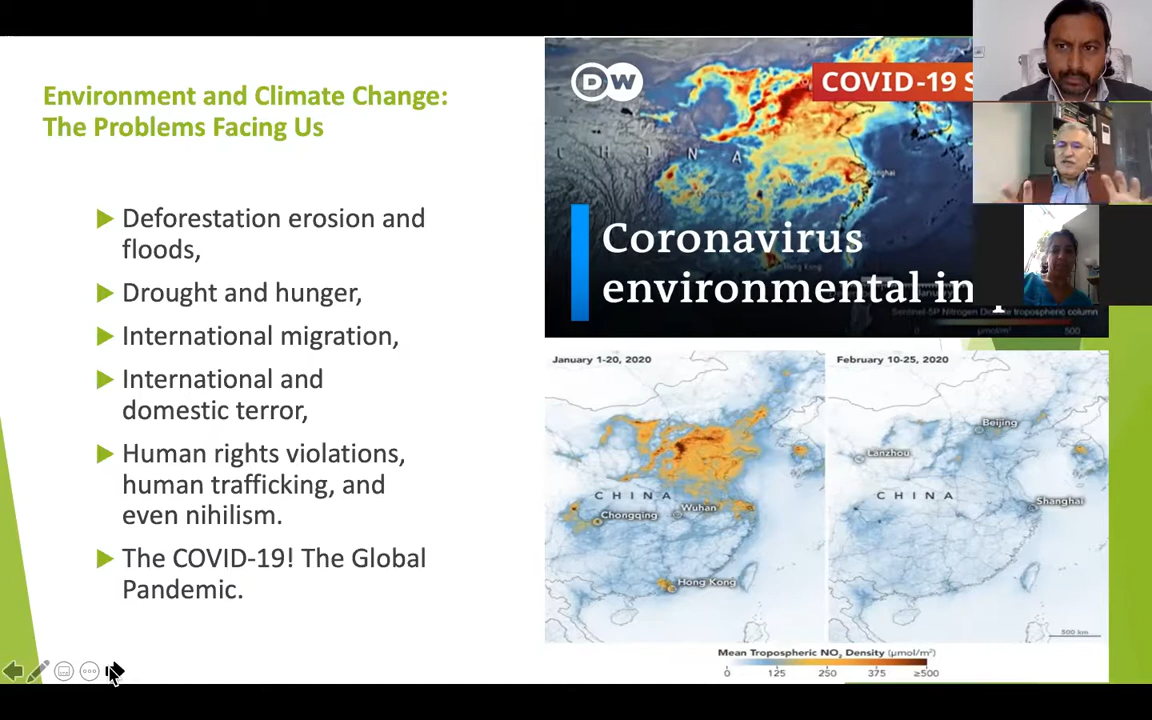 Environment and Climate Change:
The Problems Facing Us
Deforestation erosion and
floods,
Drought and hunger,
International migration,
International and
domestic terror,
Human rights violations,
human trafficking, and
even nihilism.
The COVID-19! The Global
Pandemic.
DW
COVID-19 S
CHINA
Coronavirus
environmental im
Sentinel-5P Nitrogen Dioxide tropospheric column
µmol/m²
500
January 1-20, 2020
CHINA
Chongqing
Wuhan
Hong Kong
February 10-25, 2020
Beijing
Lanzhou
CHINA
Shanghai
500 km
Mean Tropospheric NO₂ Density (µmol/m²)
0 125 250 375 ≥500